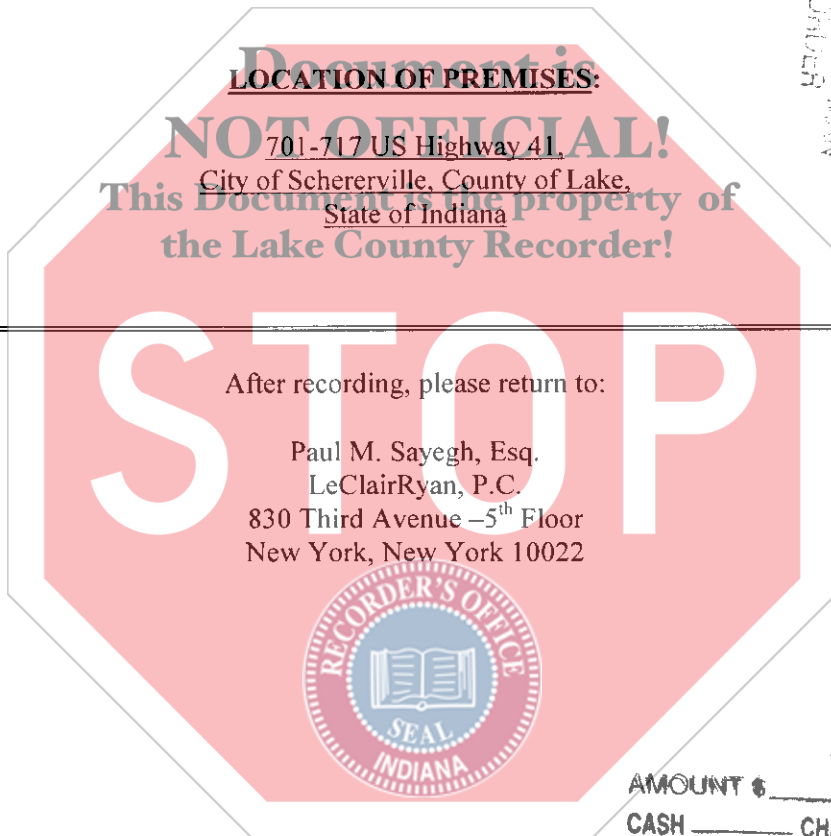 Document is
LOCATION OF PREMISES:
NOT OFFICIAL!
701-717 US Highway 41,
City of Schererville, County of Lake,
This Document is the property of
State of Indiana
the Lake County Recorder!
STOP
After recording, please return to:
Paul M. Sayegh, Esq.
LeClairRyan, P.C.
830 Third Avenue –5th Floor
New York, New York 10022
RECORDER'S OFFICE
SEAL
INDIANA
AMOUNT $
CASH CH